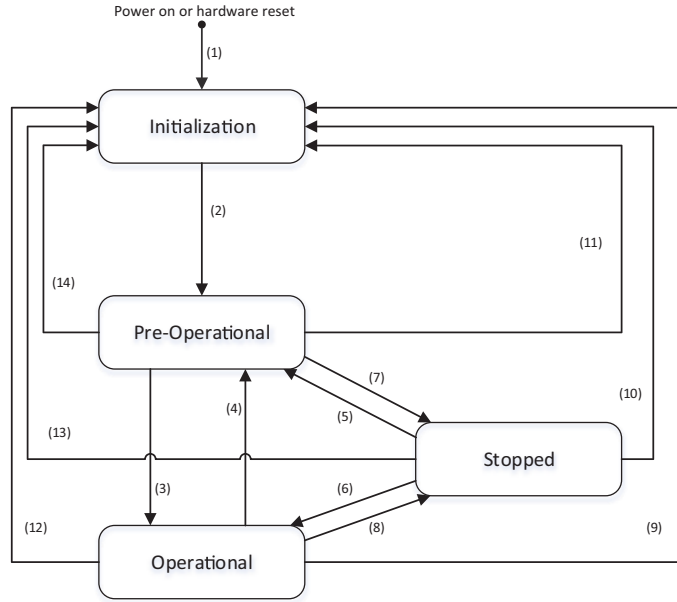 Power on or hardware reset
(1)
Initialization
(2)
(11)
(14)
Pre-Operational
(7)
(10)
(4)
(5)
(13)
Stopped
(3)
(6)
(12)
(8)
(9)
Operational